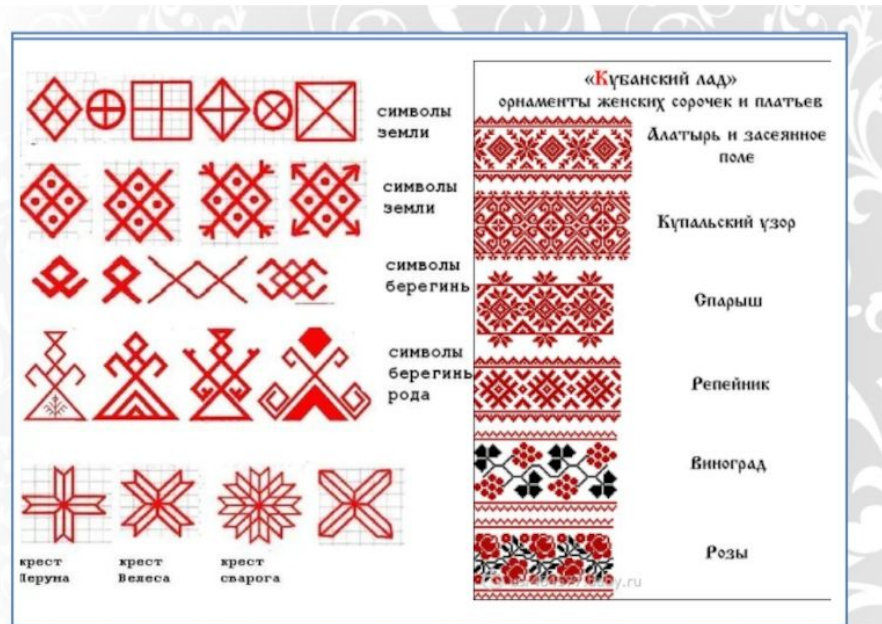 символы
земли
символы
земли
символы
берегинь
символы
берегинь
рода
крест
Перуна
крест
Велеса
крест
сварога
«Кубанский лад»
орнаменты женских сорочек и платьев
Алатырь и засеянное
поле
Купальский узор
Спарыш
Репейник
Виноград
Розы